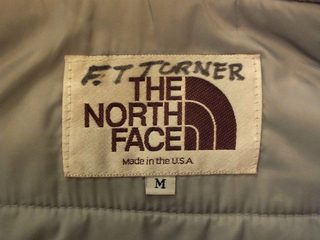 F.T TURNER
THE
NORTH
FACE
Made in the U.S.A.
M